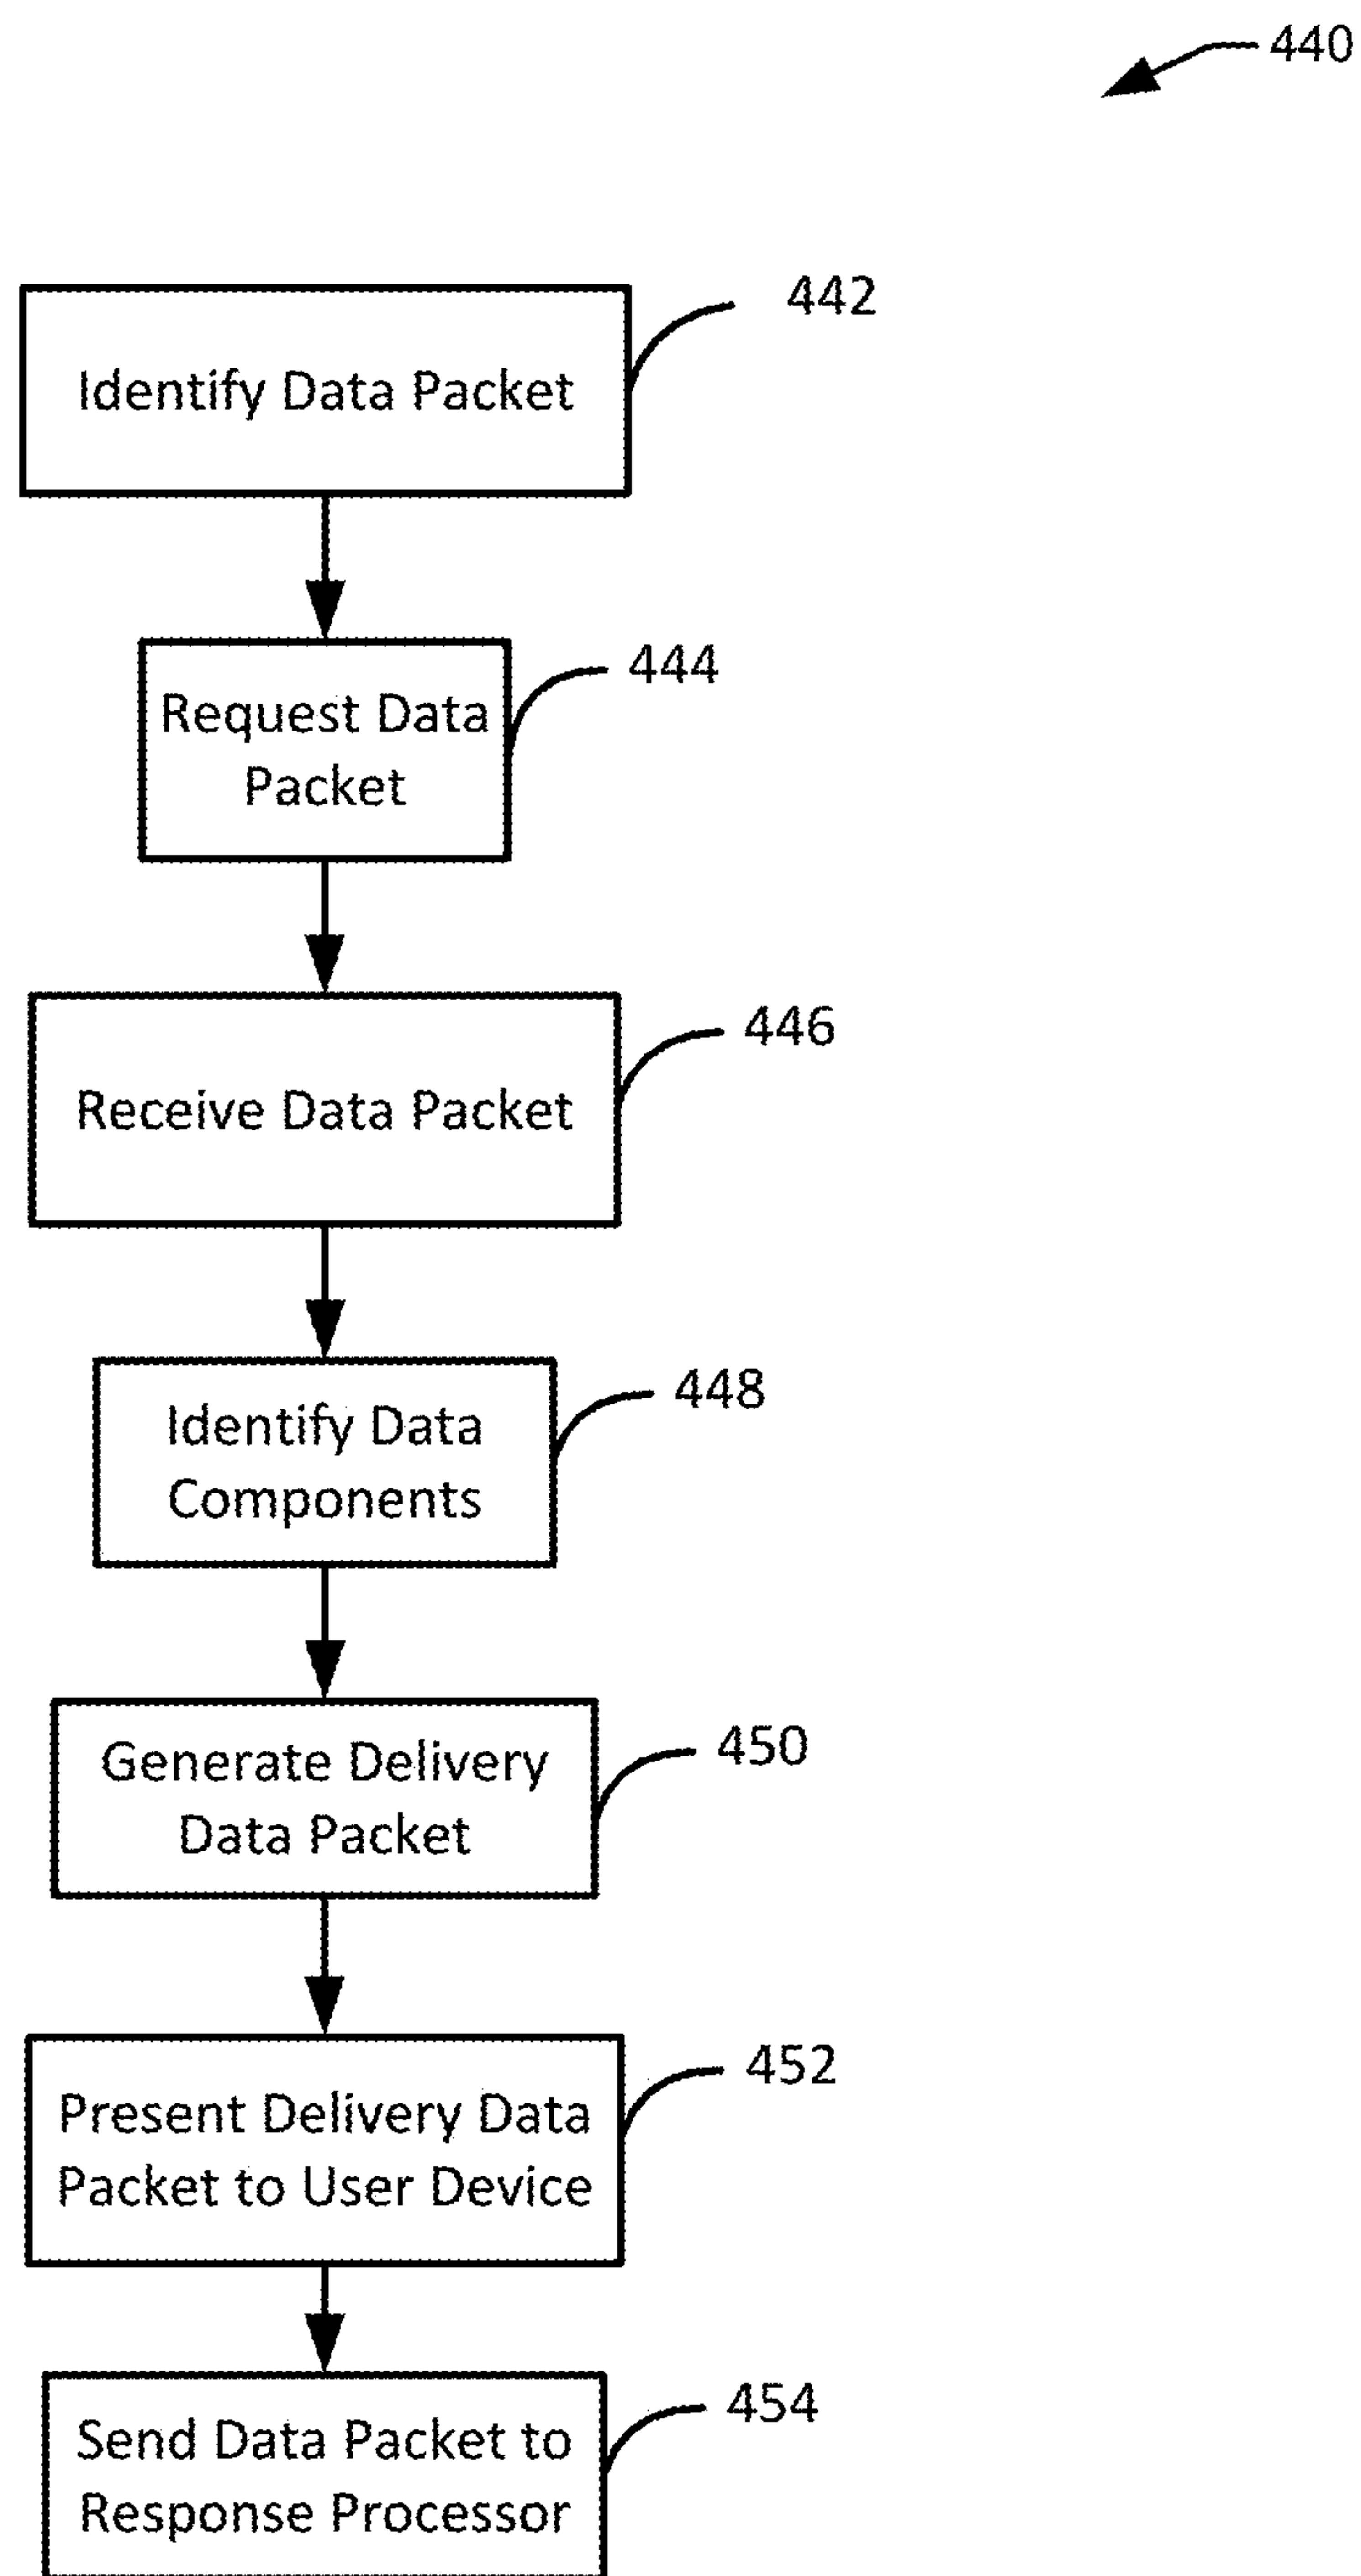 440
442
Identify Data Packet
444
Request Data
Packet
446
Receive Data Packet
448
Identify Data
Components
450
Generate Delivery
Data Packet
452
Present Delivery Data
Packet to User Device
454
Send Data Packet to
Response Processor